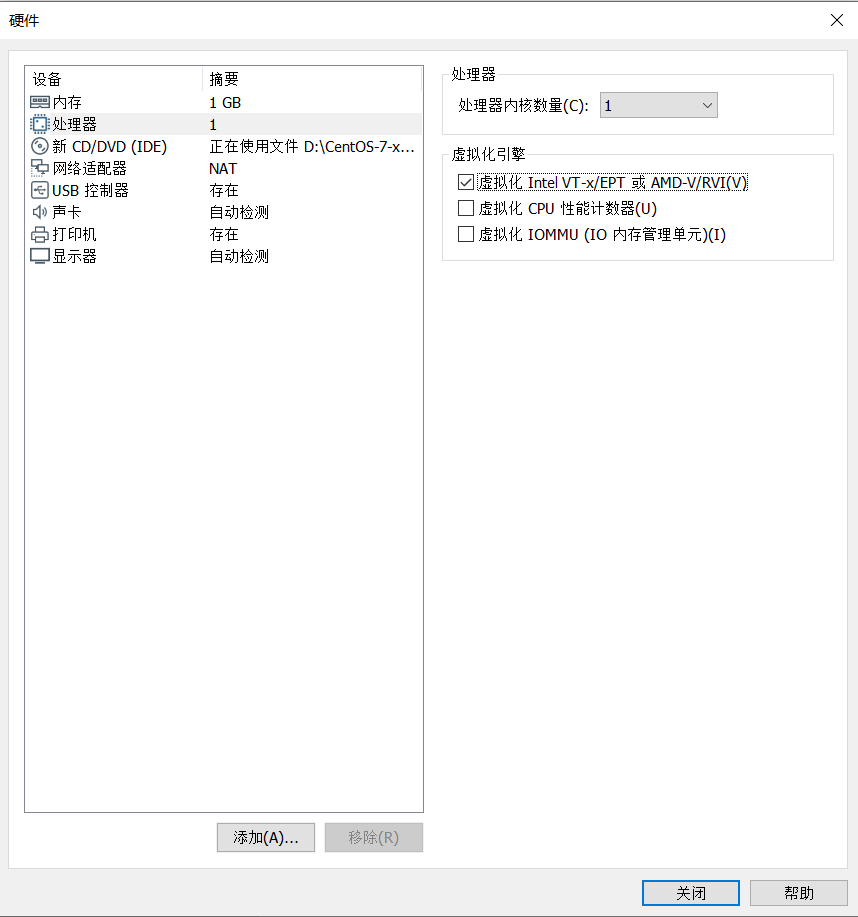 硬件
设备 摘要
内存 1 GB
处理器 1
新 CD/DVD (IDE) 正在使用文件 D:\CentOS-7-x...
网络适配器 NAT
USB 控制器 存在
声卡 自动检测
打印机 存在
显示器 自动检测
添加(A)... 移除(R)
处理器
处理器内核数量(C): 1
虚拟化引擎
虚拟化 Intel VT-x/EPT 或 AMD-V/RVI(V)
虚拟化 CPU 性能计数器(U)
虚拟化 IOMMU (IO 内存管理单元)(I)
关闭 帮助